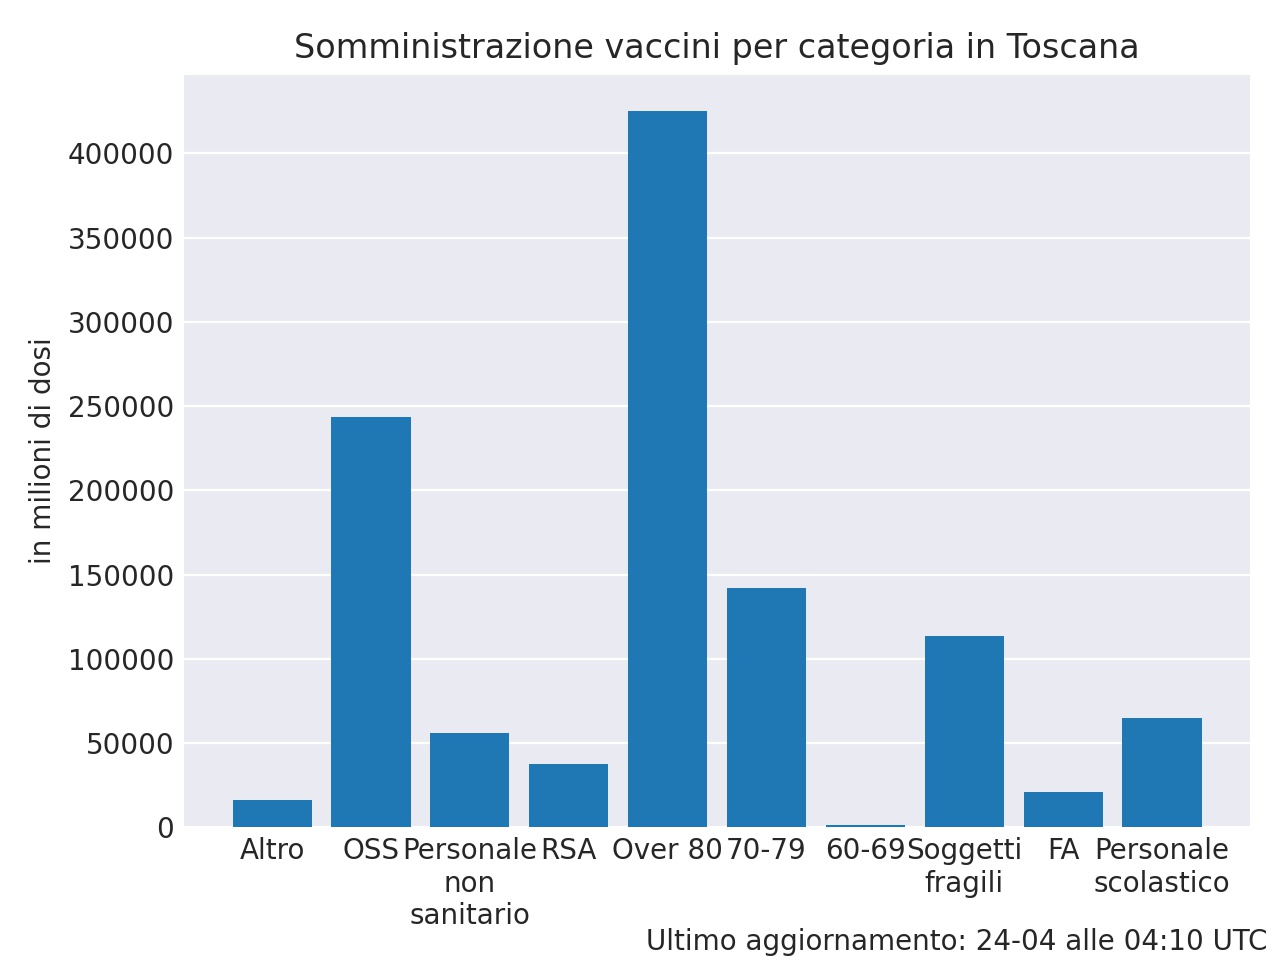 Somministrazione vaccini per categoria in Toscana
400000
350000
300000
250000
200000
150000
100000
50000
0
in milioni di dosi
Altro
OSS
Personale
non
sanitario
RSA
Over 80
70-79
60-69
Soggetti
fragili
FA
Personale
scolastico
Ultimo aggiornamento: 24-04 alle 04:10 UTC